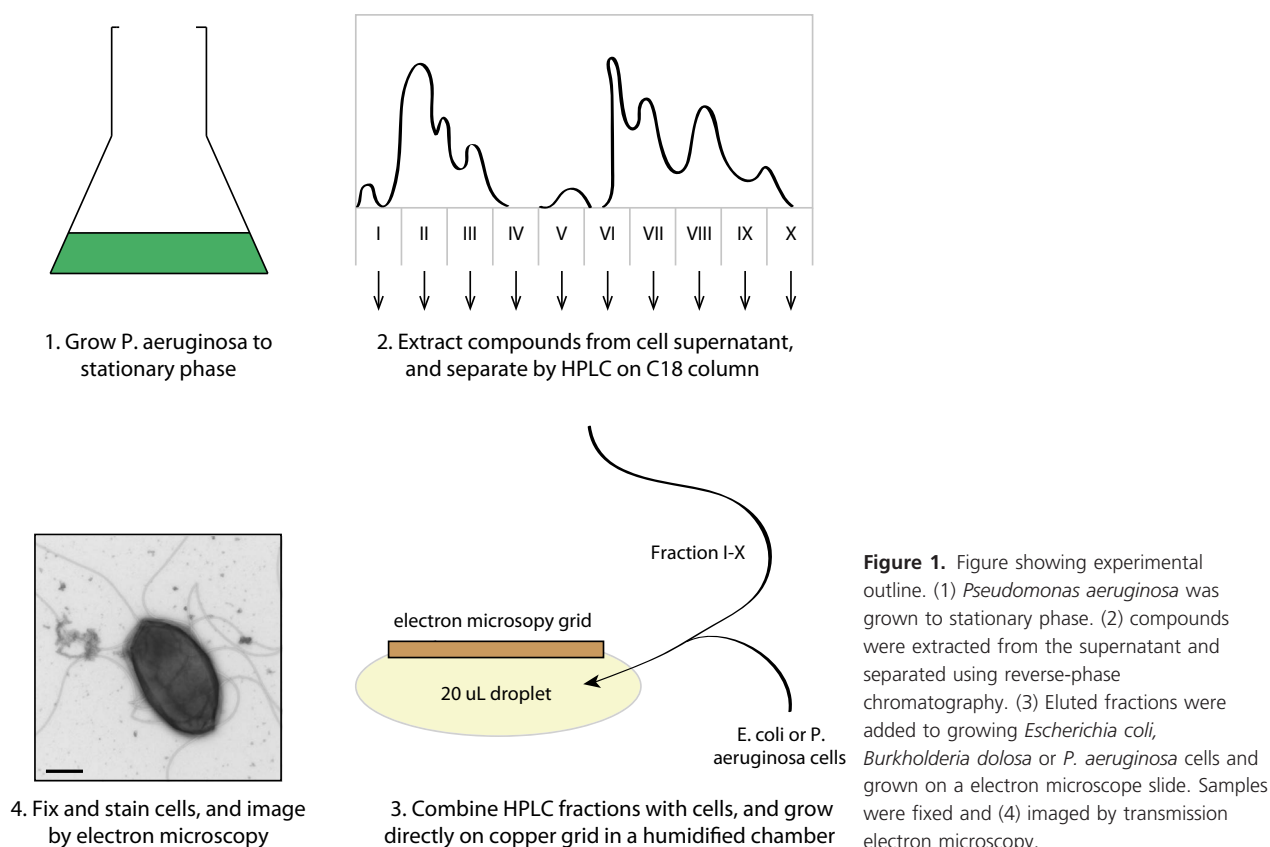 I II III IV V VI VII VIII IX X
1. Grow P. aeruginosa to
stationary phase
2. Extract compounds from cell supernatant,
and separate by HPLC on C18 column
Fraction I-X
electron microsopy grid
20 uL droplet
E. coli or P.
aeruginosa cells
4. Fix and stain cells, and image
by electron microscopy
3. Combine HPLC fractions with cells, and grow
directly on copper grid in a humidified chamber
Figure 1. Figure showing experimental
outline. (1) Pseudomonas aeruginosa was
grown to stationary phase. (2) compounds
were extracted from the supernatant and
separated using reverse-phase
chromatography. (3) Eluted fractions were
added to growing Escherichia coli,
Burkholderia dolosa or P. aeruginosa cells and
grown on a electron microscope slide. Samples
were fixed and (4) imaged by transmission
electron microscopy.